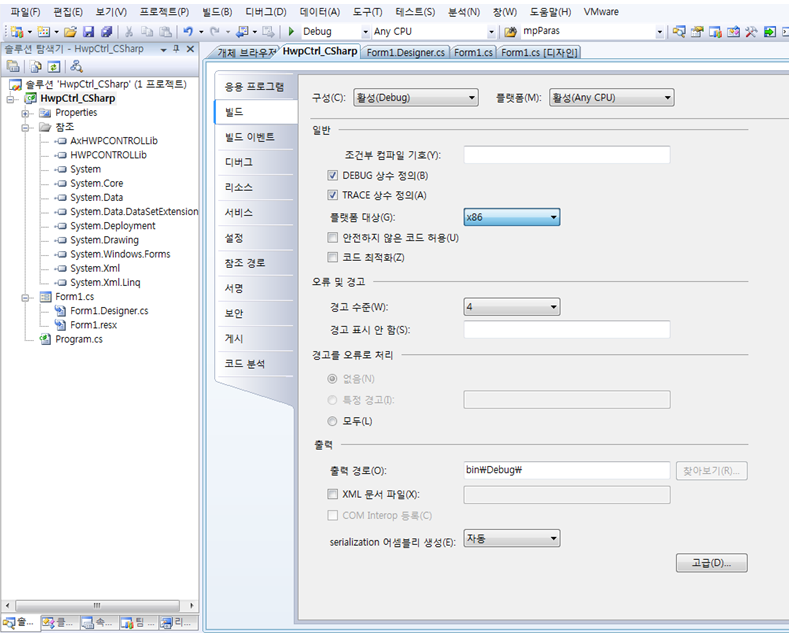 파일(F) 편집(E) 보기(V) 프로젝트(P) 빌드(B) 디버그(D) 데이터(A) 도구(T) 테스트(S) 분석(N) 창(W) 도움말(H) VMware
Debug Any CPU mpParas
솔루션 탐색기 - HwpCtrl_CSharp
개체 브라우저 HwpCtrl_CSharp Form1.Designer.cs Form1.cs Form1.cs [디자인]
솔루션 'HwpCtrl_CSharp' (1 프로젝트)
HwpCtrl_CSharp
Properties
참조
AxHWPCONTROLLib
HWPCONTROLLib
System
System.Core
System.Data
System.Data.DataSetExtension
System.Deployment
System.Drawing
System.Windows.Forms
System.Xml
System.Xml.Linq
Form1.cs
Form1.Designer.cs
Form1.resx
Program.cs
솔... 클... 속... 팀... 리...
응용 프로그램
빌드
빌드 이벤트
디버그
리소스
서비스
설정
참조 경로
서명
보안
게시
코드 분석
구성(C): 활성(Debug) 플랫폼(M): 활성(Any CPU)
일반
조건부 컴파일 기호(Y):
DEBUG 상수 정의(B)
TRACE 상수 정의(A)
플랫폼 대상(G): x86
안전하지 않은 코드 허용(U)
코드 최적화(Z)
오류 및 경고
경고 수준(W): 4
경고 표시 안 함(S):
경고를 오류로 처리
없음(N)
특정 경고(I):
모두(L)
출력
출력 경로(O): bin₩Debug₩ 찾아보기(R)...
XML 문서 파일(X):
COM Interop 등록(C)
serialization 어셈블리 생성(E): 자동
고급(D)...